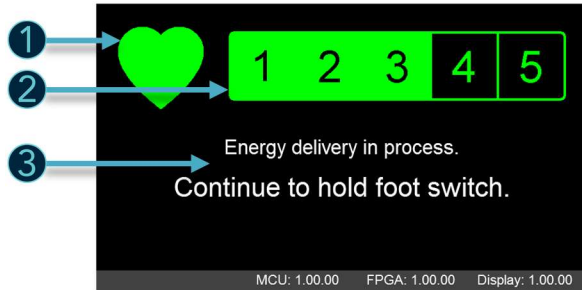 1
1 2 3 4 5
2
Energy delivery in process.
3
Continue to hold foot switch.
MCU: 1.00.00 FPGA: 1.00.00 Display: 1.00.00